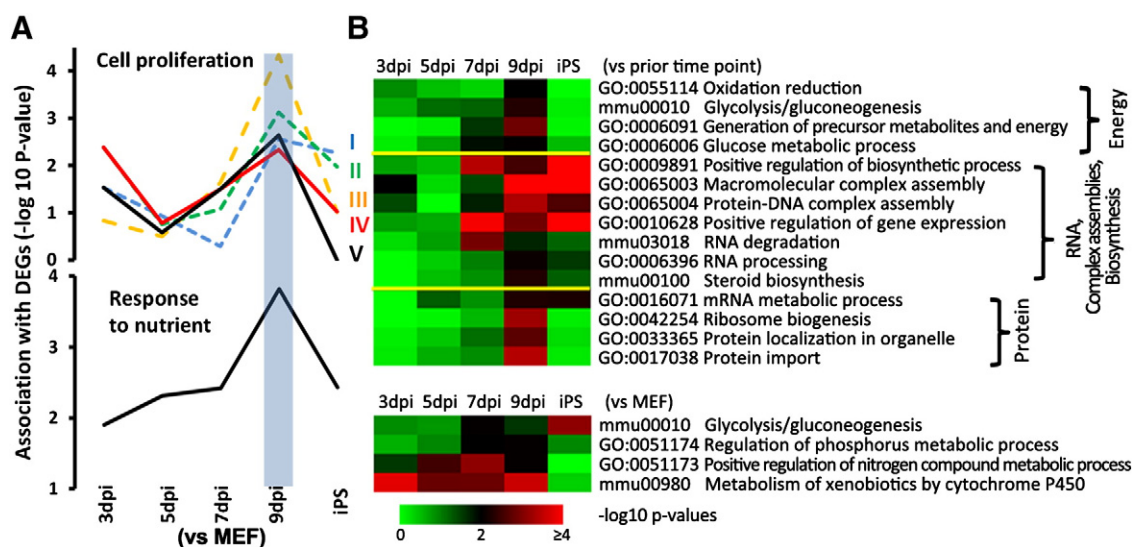 A
Cell proliferation
4
3
2
1
0
I
II
III
IV
V
Response
to nutrient
4
3
2
1
Association with DEGs (-log 10 P-value)
3dpi 5dpi 7dpi 9dpi iPS
(vs MEF)
B
3dpi 5dpi 7dpi 9dpi iPS (vs prior time point)
GO:0055114 Oxidation reduction
mmu00010 Glycolysis/gluconeogenesis
GO:0006091 Generation of precursor metabolites and energy
GO:0006006 Glucose metabolic process
GO:0009891 Positive regulation of biosynthetic process
GO:0065003 Macromolecular complex assembly
GO:0065004 Protein-DNA complex assembly
GO:0010628 Positive regulation of gene expression
mmu03018 RNA degradation
GO:0006396 RNA processing
mmu00100 Steroid biosynthesis
GO:0016071 mRNA metabolic process
GO:0042254 Ribosome biogenesis
GO:0033365 Protein localization in organelle
GO:0017038 Protein import
Energy
RNA,
Complex assemblies,
Biosynthesis
Protein
3dpi 5dpi 7dpi 9dpi iPS (vs MEF)
mmu00010 Glycolysis/gluconeogenesis
GO:0051174 Regulation of phosphorus metabolic process
GO:0051173 Positive regulation of nitrogen compound metabolic process
mmu00980 Metabolism of xenobiotics by cytochrome P450
-log10 p-values
0 2 ≥4